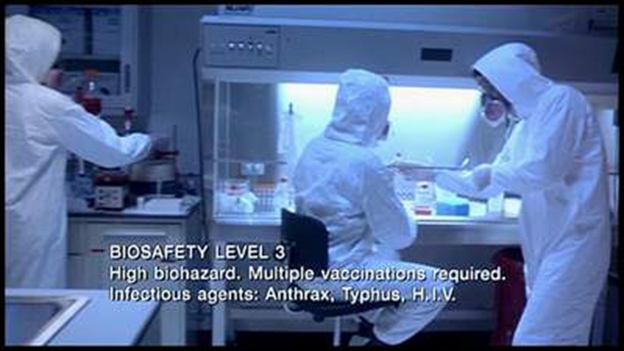 BIOSAFETY LEVEL 3
High biohazard. Multiple vaccinations required.
Infectious agents: Anthrax, Typhus, H.I.V.